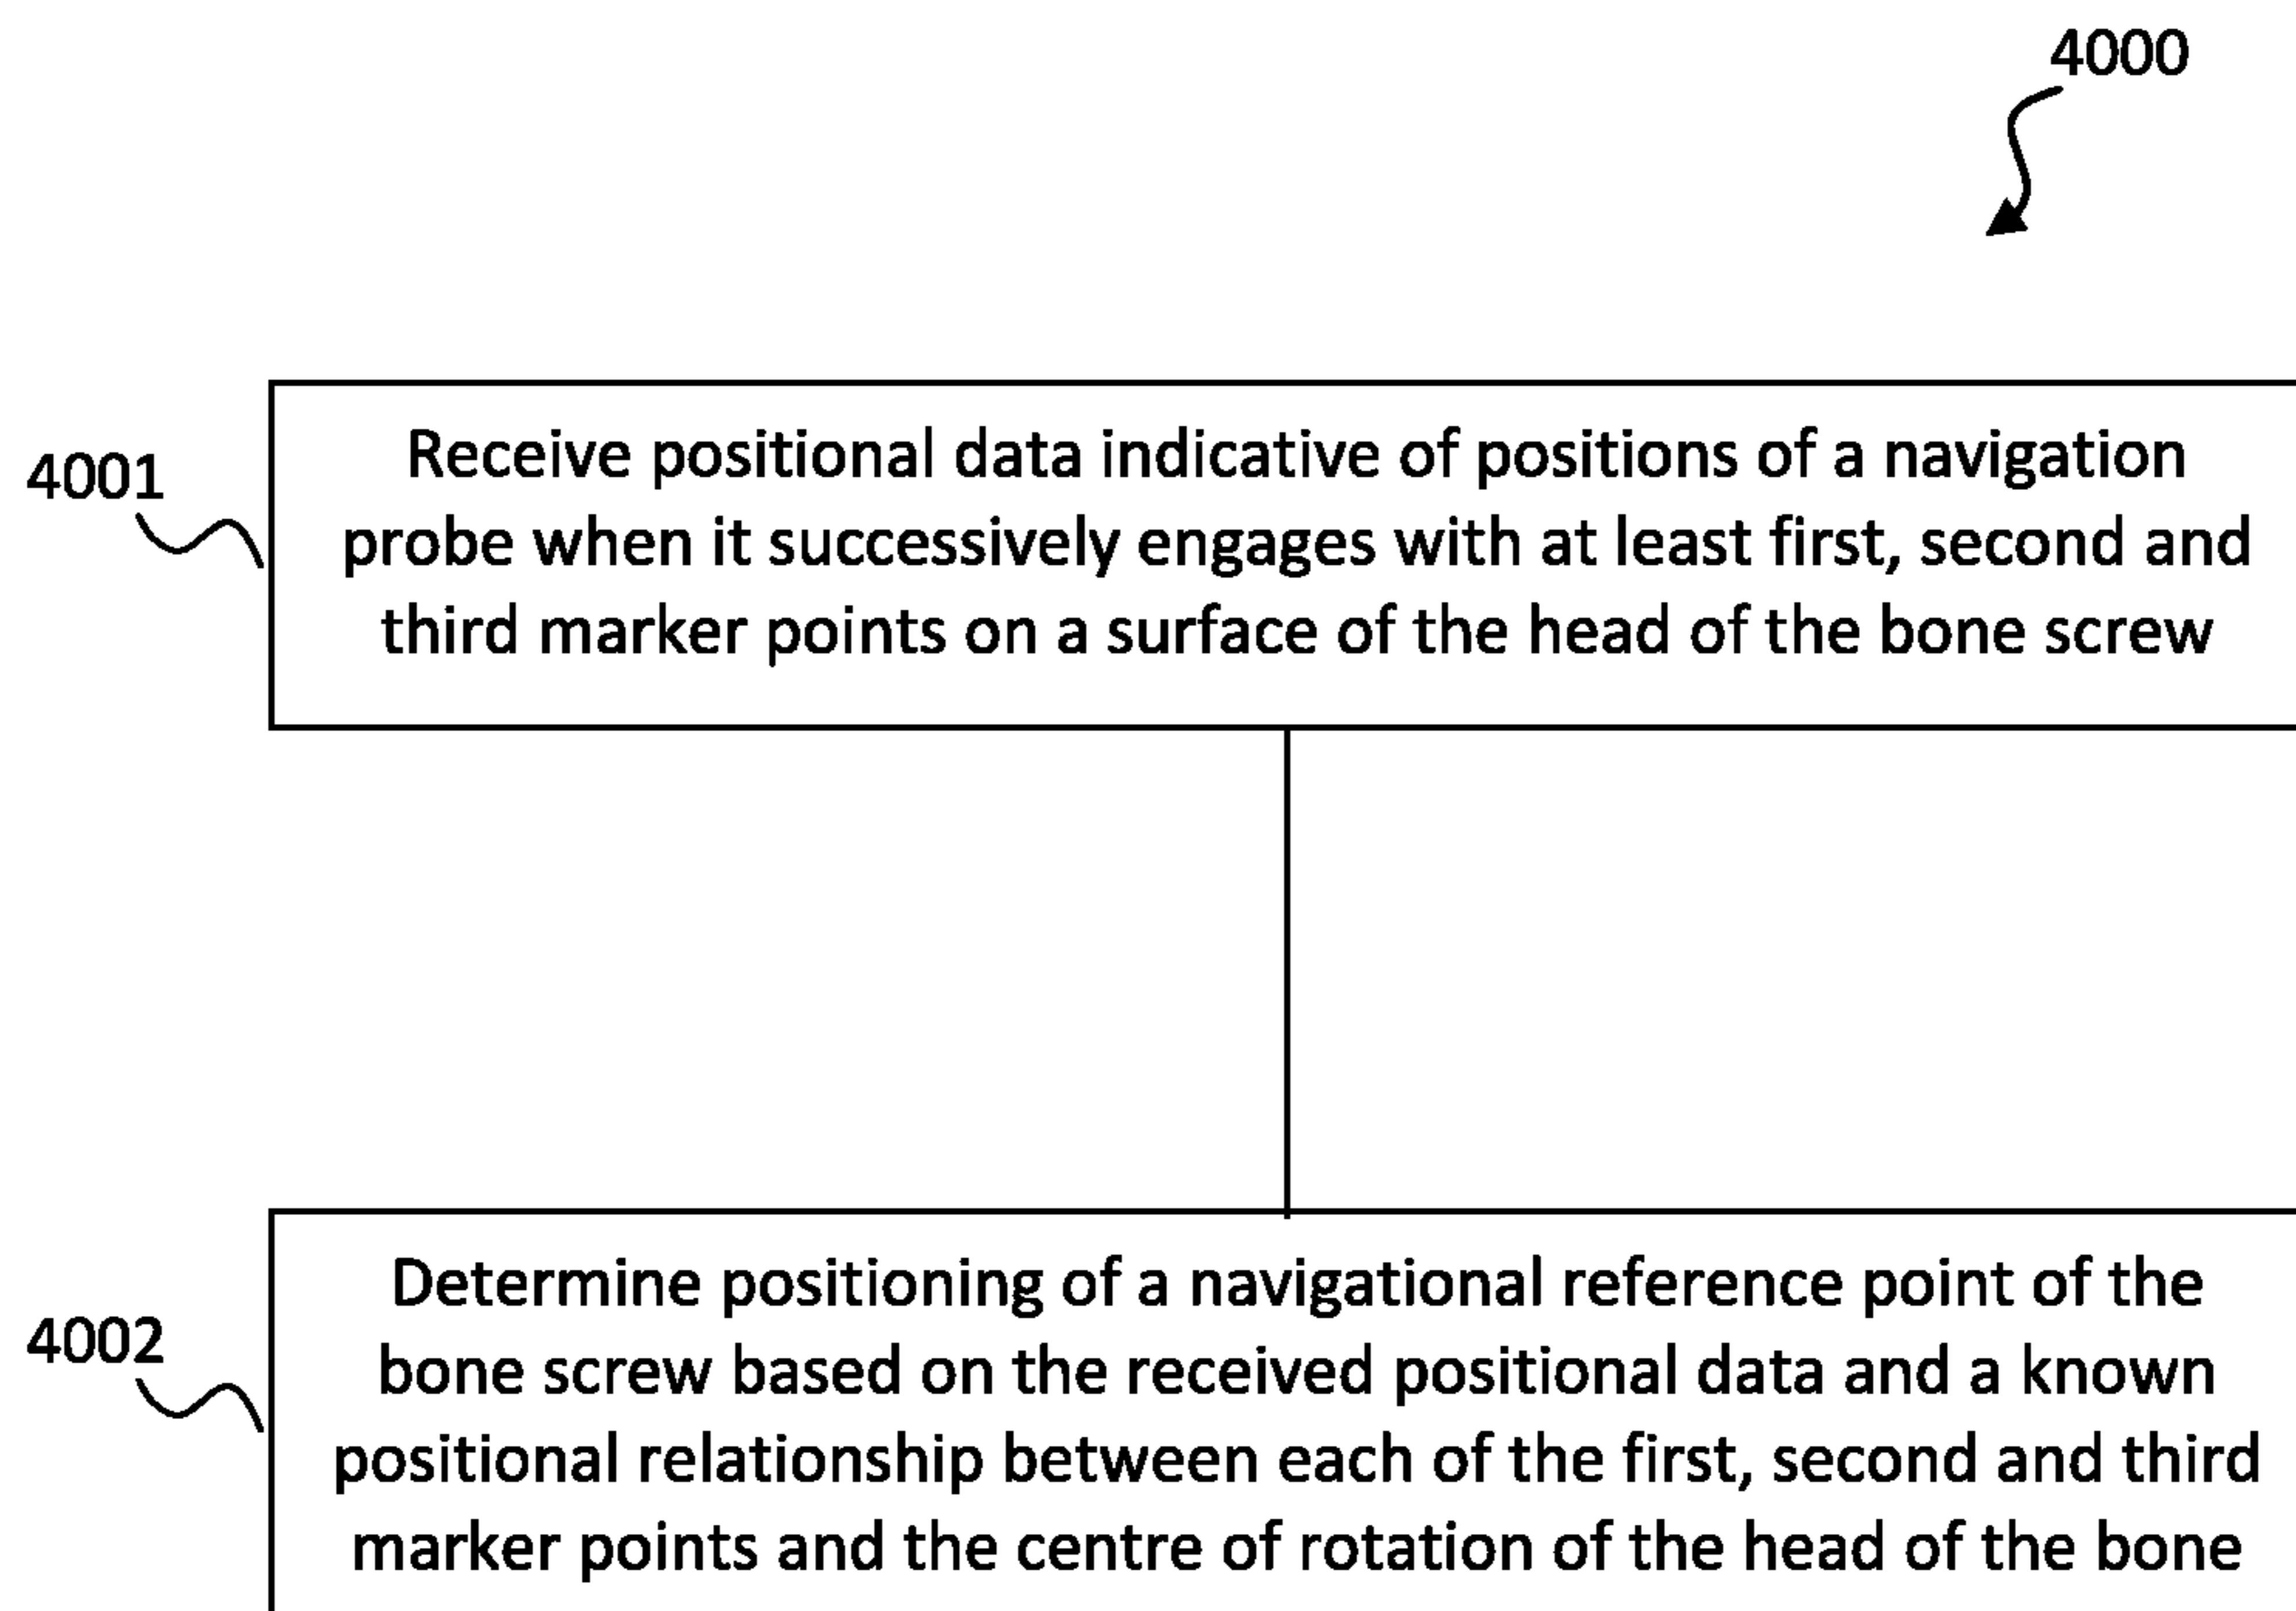 4000
4001
Receive positional data indicative of positions of a navigation
probe when it successively engages with at least first, second and
third marker points on a surface of the head of the bone screw
4002
Determine positioning of a navigational reference point of the
bone screw based on the received positional data and a known
positional relationship between each of the first, second and third
marker points and the centre of rotation of the head of the bone